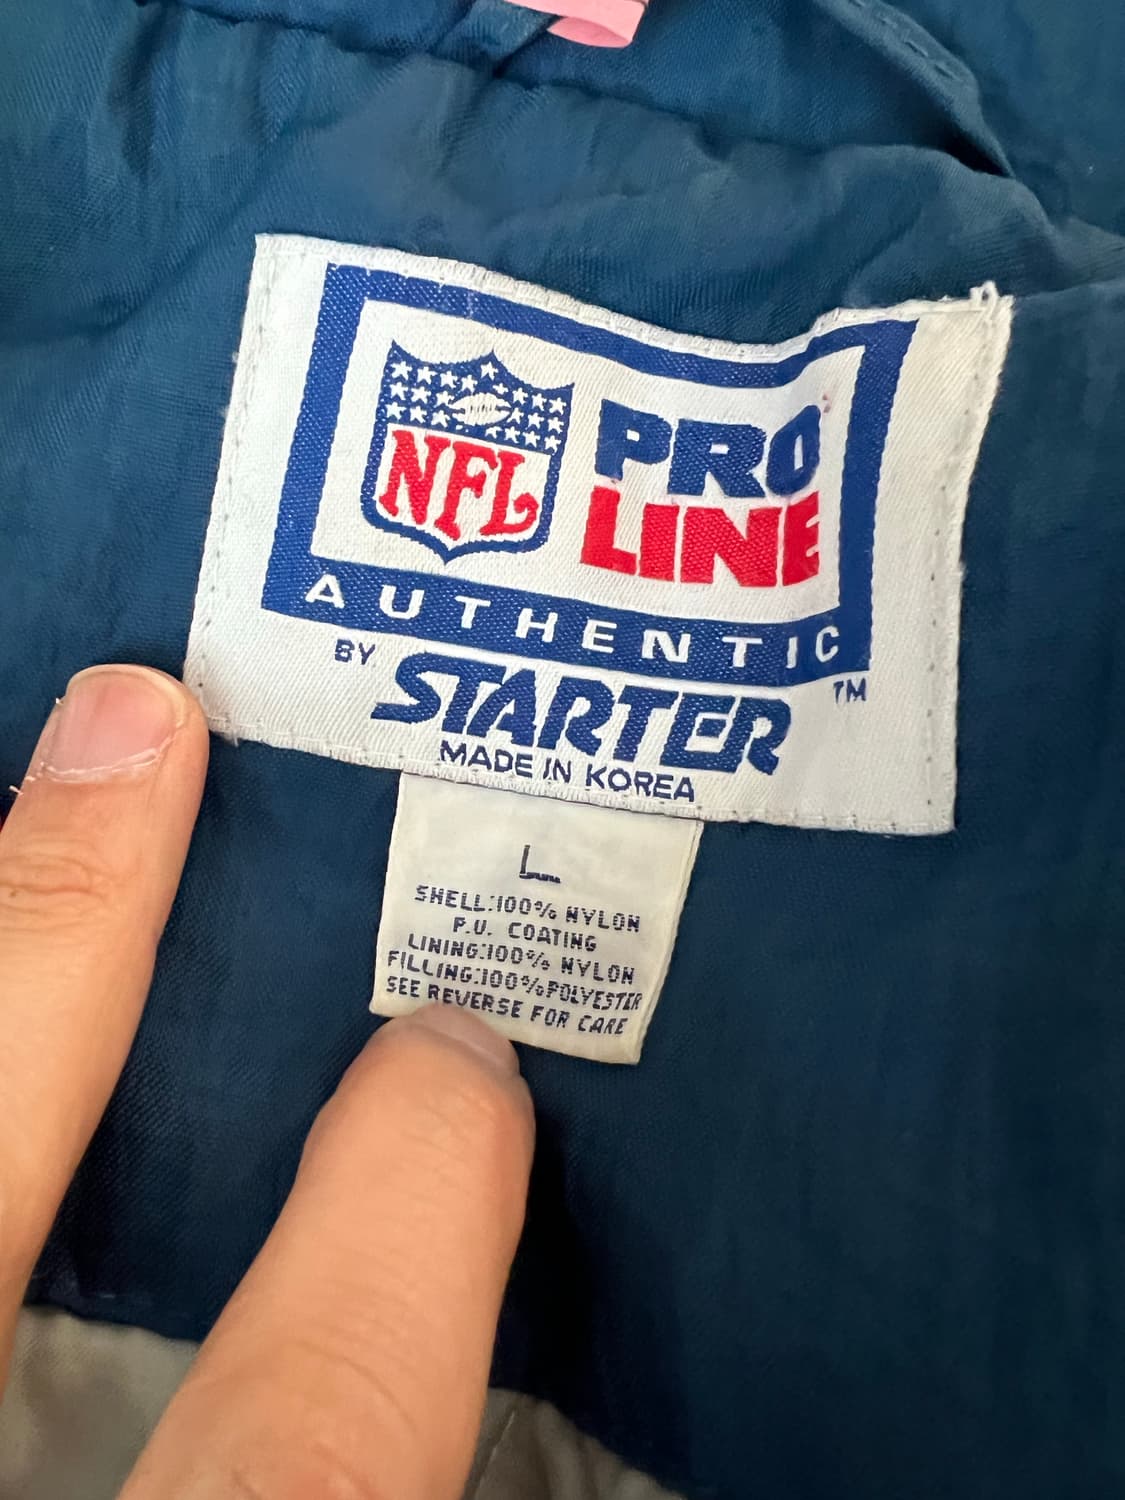 NFL
PRO
LINE
AUTHENTIC
BY STARTER TM
MADE IN KOREA
L
SHELL:100% NYLON
P.U. COATING
LINING:100% NYLON
FILLING:100%POLYESTER
SEE REVERSE FOR CARE